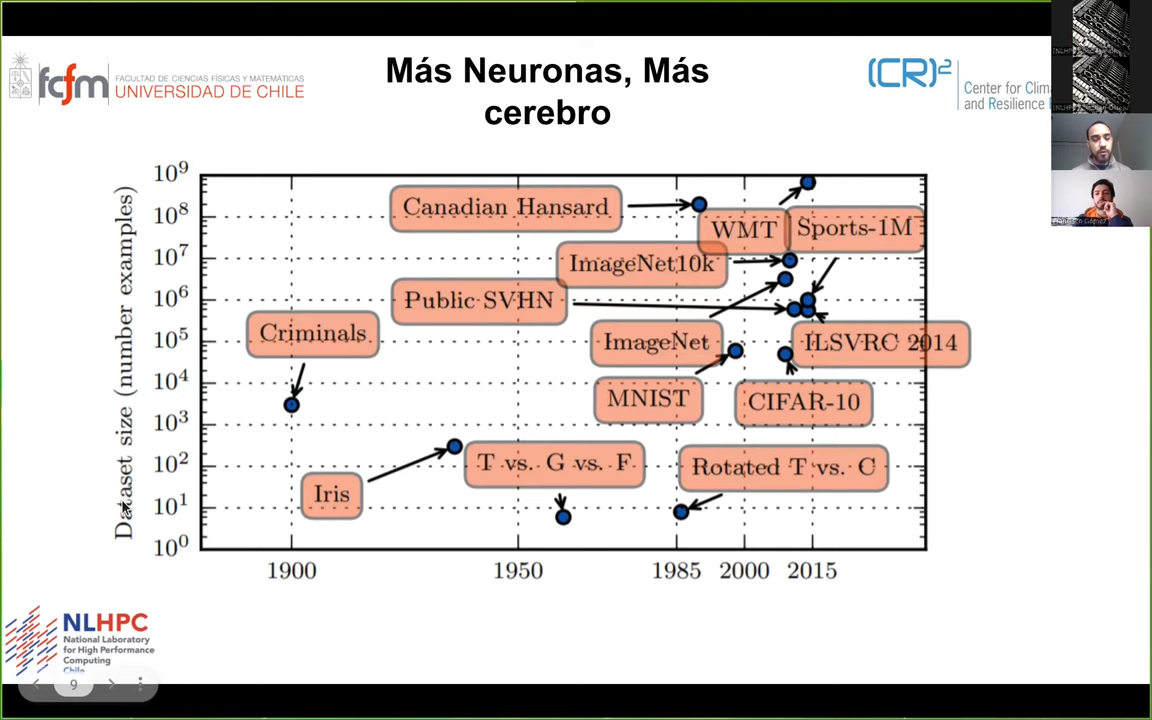 fcfm
FACULTAD DE CIENCIAS FÍSICAS Y MATEMÁTICAS
UNIVERSIDAD DE CHILE
Más Neuronas, Más
cerebro
(CR)²
Center for Clim
and Resilience
Dataset size (number examples)
10⁹
10⁸
10⁷
10⁶
10⁵
10⁴
10³
10²
10¹
10⁰
Canadian Hansard
WMT
Sports-1M
ImageNet10k
Public SVHN
Criminals
ImageNet
ILSVRC 2014
MNIST
CIFAR-10
T vs. G vs. F
Rotated T vs. C
Iris
1900
1950
1985
2000
2015
NLHPC
National Laboratory
for High Performance
Computing
Chile
9